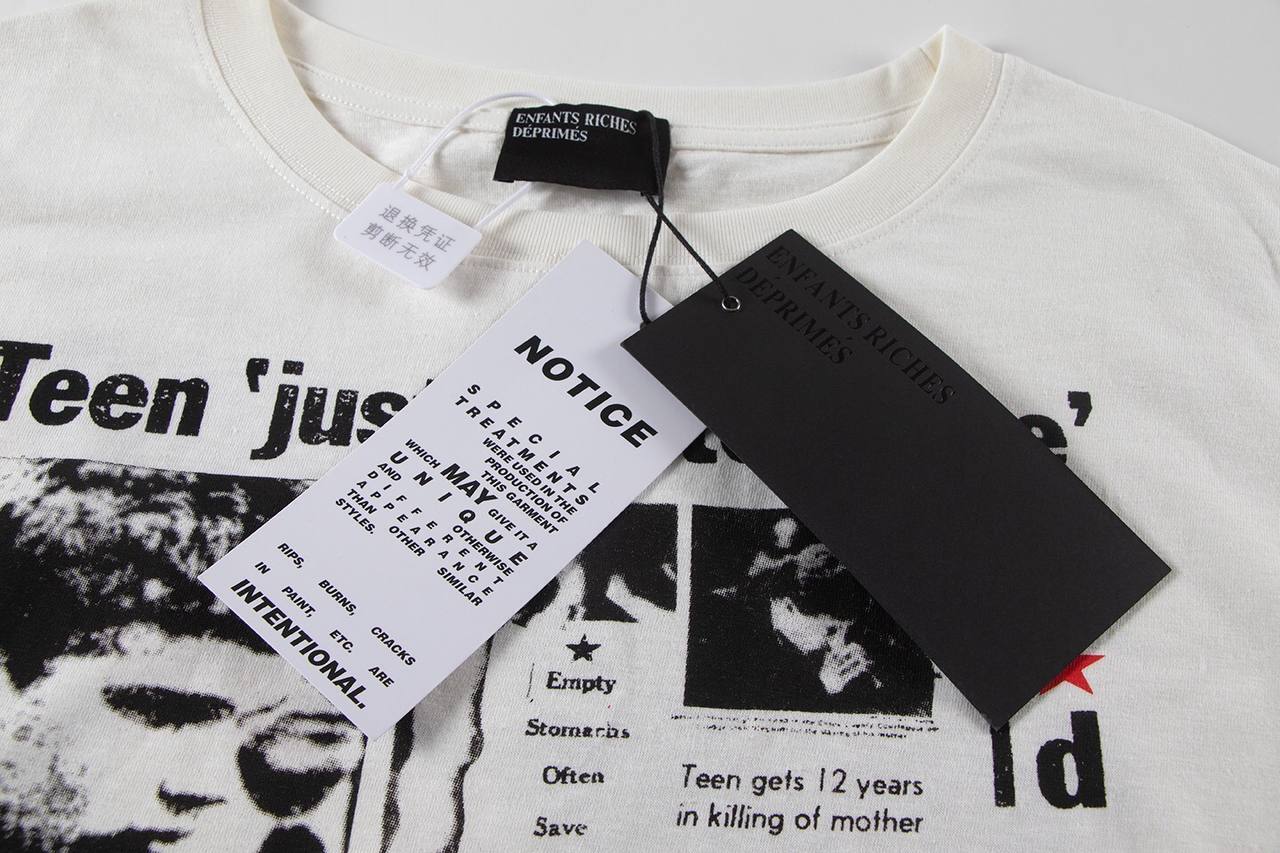 ENFANTS RICHES
DÉPRIMÉS
退换凭证
剪断无效
ENFANTS RICHES
DÉPRIMÉS
NOTICE
SPECIAL
TREATMENTS
WERE USED IN THE
PRODUCTION OF
THIS GARMENT
WHICH MAY GIVE IT A
UNIQUE
AND OTHERWISE
DIFFERENT
APPEARANCE
THAN OTHER SIMILAR
STYLES.
RIPS, BURNS, CRACKS
IN PAINT, ETC. ARE
INTENTIONAL.
Teen ‘jus
e’
Empty
Stomachs
Often
Save
Teen gets 12 years
in killing of mother
ld